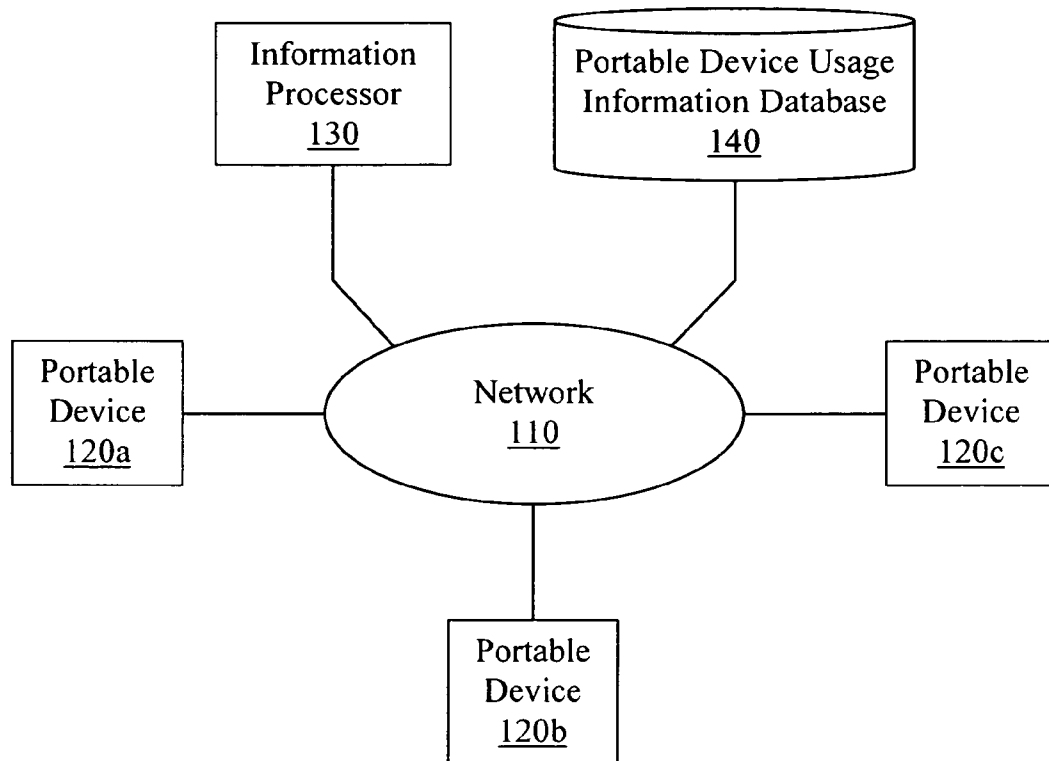 Information
Processor
130
Portable Device Usage
Information Database
140
Portable
Device
120a
Network
110
Portable
Device
120c
Portable
Device
120b